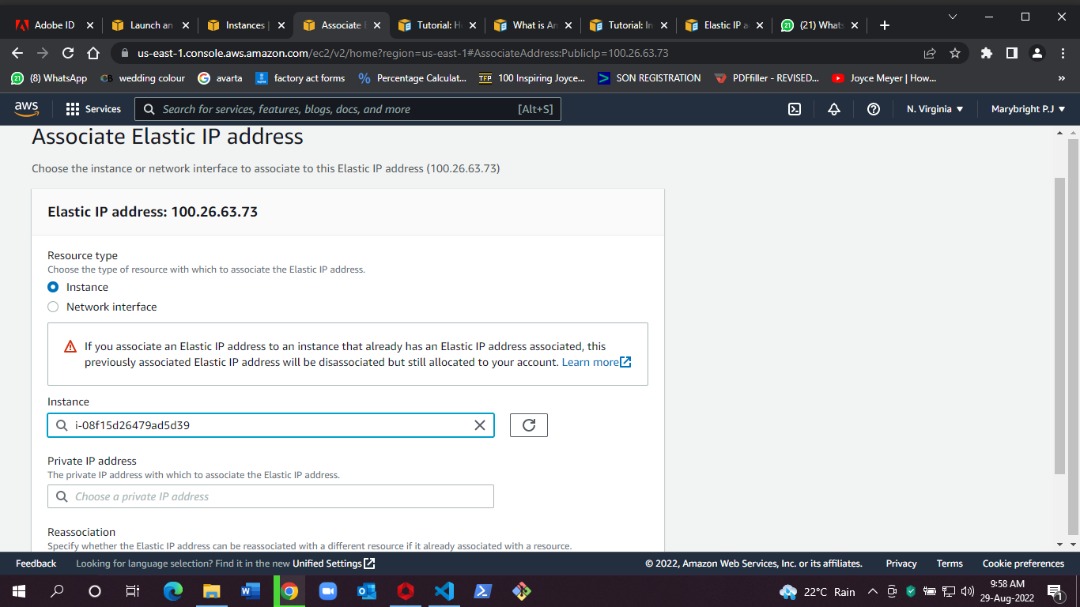 Adobe ID
Launch an
Instances |
Associate
Tutorial: H
What is An
Tutorial: In
Elastic IP a
(21) Whats
us-east-1.console.aws.amazon.com/ec2/v2/home?region=us-east-1#AssociateAddress:PublicIp=100.26.63.73
(8) WhatsApp
wedding colour
avarta
factory act forms
Percentage Calculat...
100 Inspiring Joyce...
SON REGISTRATION
PDFfiller - REVISED...
Joyce Meyer | How...
aws
Services
Search for services, features, blogs, docs, and more
[Alt+S]
N. Virginia
Marybright P.J
Associate Elastic IP address
Choose the instance or network interface to associate to this Elastic IP address (100.26.63.73)
Elastic IP address: 100.26.63.73
Resource type
Choose the type of resource with which to associate the Elastic IP address.
Instance
Network interface
If you associate an Elastic IP address to an instance that already has an Elastic IP address associated, this
previously associated Elastic IP address will be disassociated but still allocated to your account. Learn more
Instance
i-08f15d26479ad5d39
Private IP address
The private IP address with which to associate the Elastic IP address.
Choose a private IP address
Reassociation
Specify whether the Elastic IP address can be reassociated with a different resource if it already associated with a resource.
Feedback
Looking for language selection? Find it in the new Unified Settings
© 2022, Amazon Web Services, Inc. or its affiliates.
Privacy
Terms
Cookie preferences
22°C Rain
9:58 AM
29-Aug-2022
1